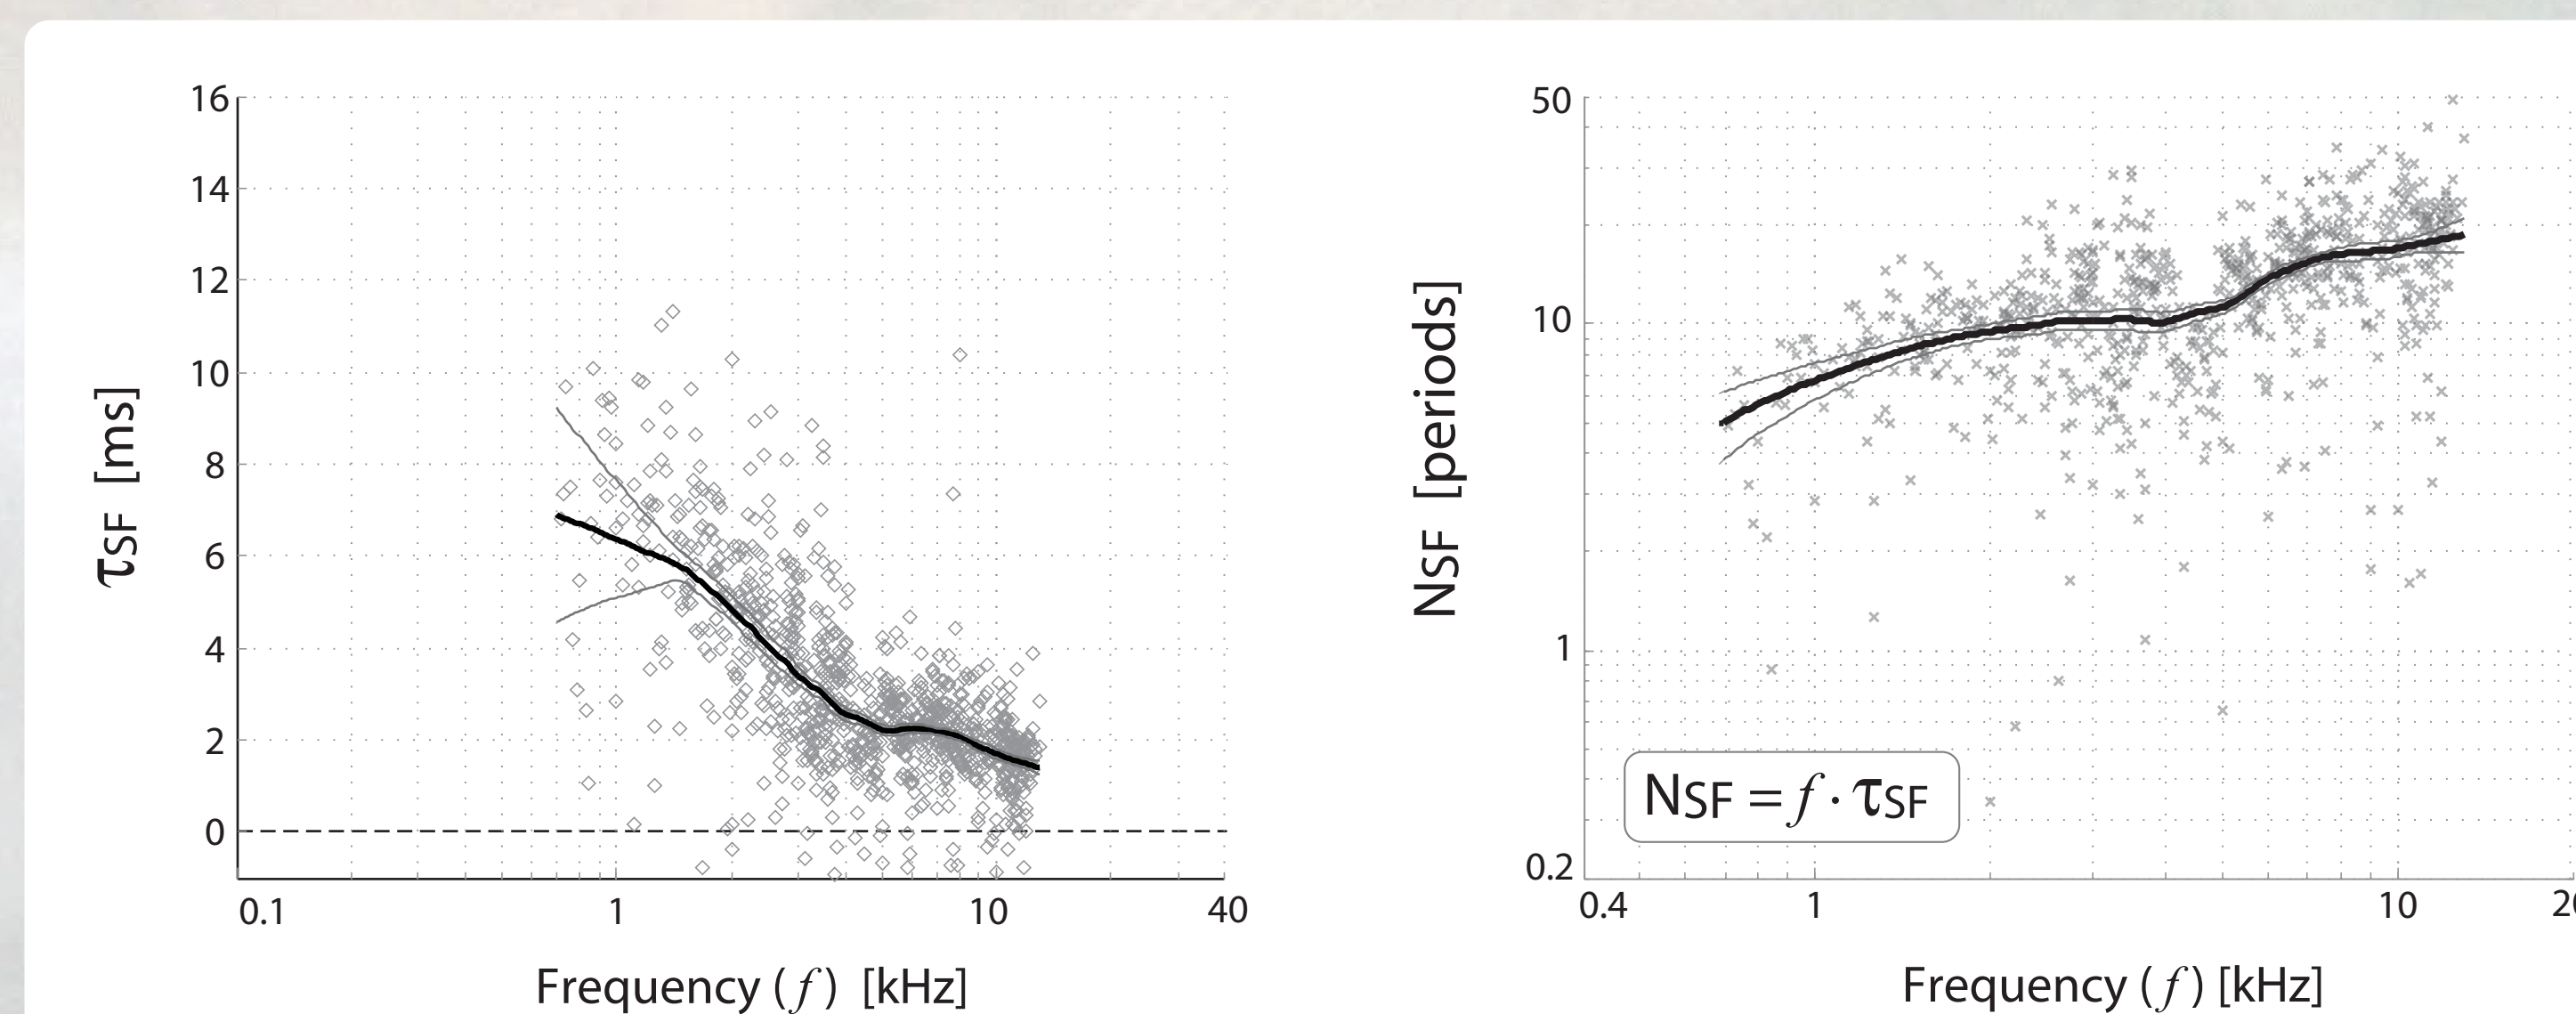 16
14
12
10
8
6
4
2
0
τSF [ms]
0.1 1 10 40
Frequency (f) [kHz]
50
10
1
0.2
NSF [periods]
NSF = f · τSF
0.4 1 10
Frequency (f) [kHz]